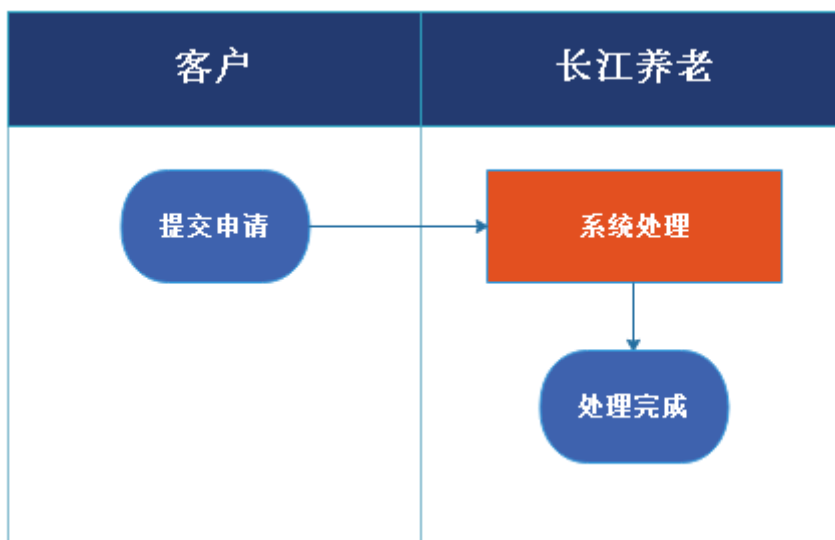 客户
长江养老
提交申请
系统处理
处理完成